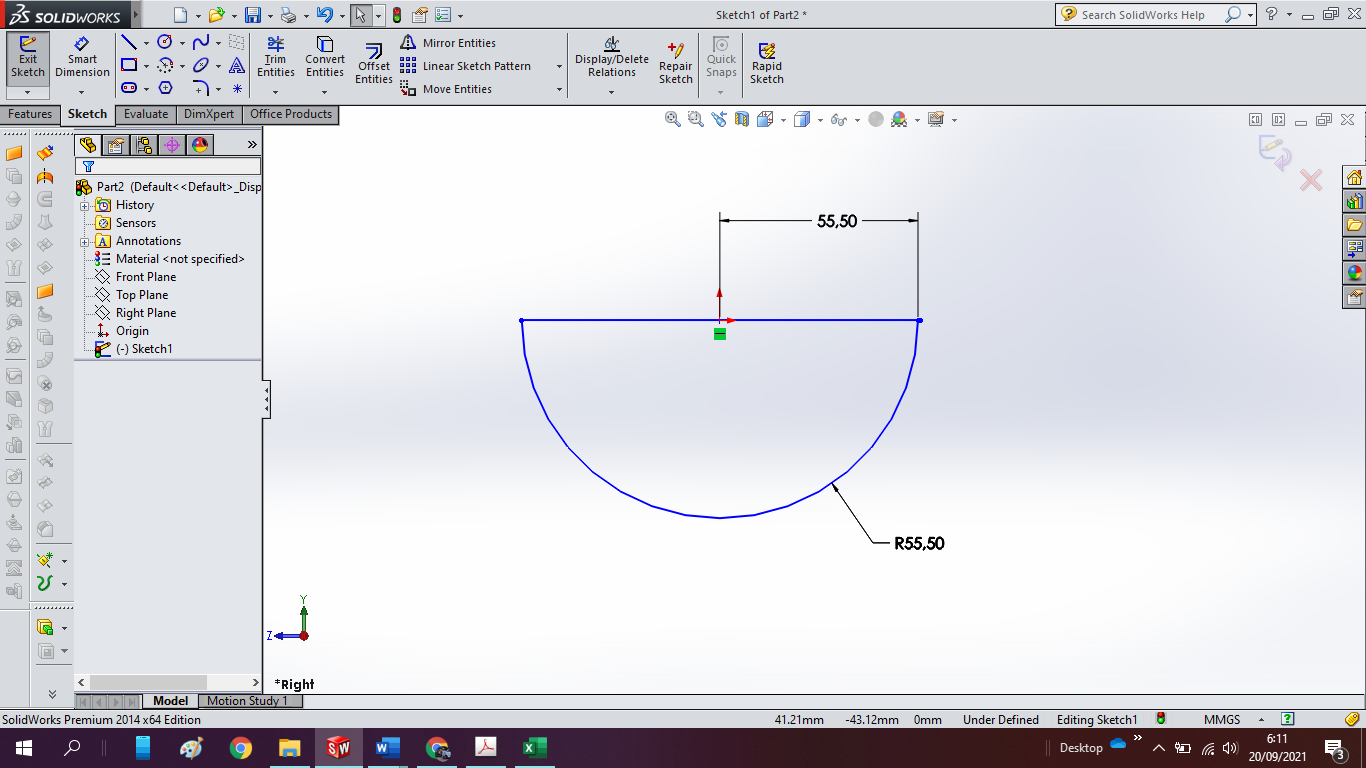 SOLIDWORKS
Sketch1 of Part2 *
Search SolidWorks Help
Exit Sketch
Smart Dimension
Trim Entities
Convert Entities
Offset Entities
Mirror Entities
Linear Sketch Pattern
Move Entities
Display/Delete Relations
Repair Sketch
Quick Snaps
Rapid Sketch
Features
Sketch
Evaluate
DimXpert
Office Products
Part2 (Default<<Default>_Disp
History
Sensors
Annotations
Material <not specified>
Front Plane
Top Plane
Right Plane
Origin
(-) Sketch1
55,50
R55,50
Y
Z
*Right
Model
Motion Study 1
SolidWorks Premium 2014 x64 Edition
41.21mm
-43.12mm
0mm
Under Defined
Editing Sketch1
MMGS
Desktop
6:11
20/09/2021
3